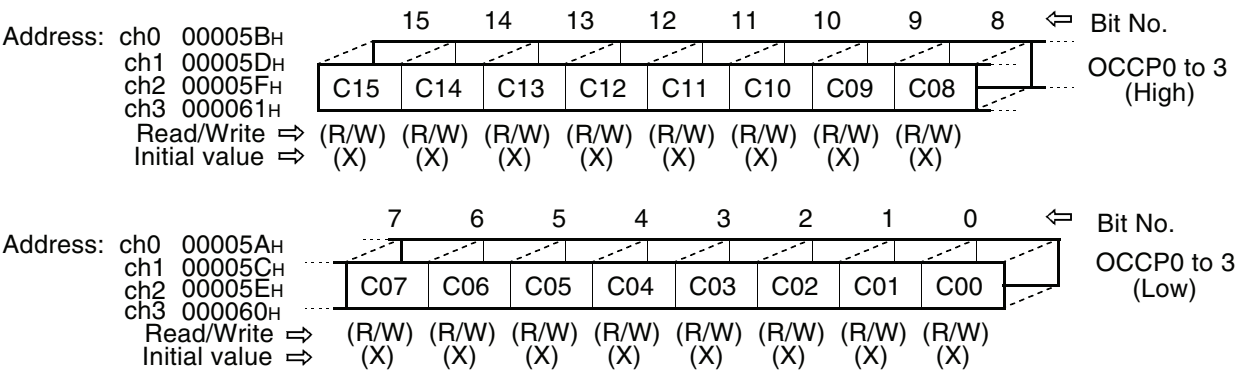 15 14 13 12 11 10 9 8 ⇦ Bit No.
Address: ch0 00005BH
ch1 00005DH
ch2 00005FH
ch3 000061H
C15 C14 C13 C12 C11 C10 C09 C08
OCCP0 to 3
(High)
Read/Write ⇨ (R/W) (R/W) (R/W) (R/W) (R/W) (R/W) (R/W) (R/W)
Initial value ⇨ (X) (X) (X) (X) (X) (X) (X) (X)
7 6 5 4 3 2 1 0 ⇦ Bit No.
Address: ch0 00005AH
ch1 00005CH
ch2 00005EH
ch3 000060H
C07 C06 C05 C04 C03 C02 C01 C00
OCCP0 to 3
(Low)
Read/Write ⇨ (R/W) (R/W) (R/W) (R/W) (R/W) (R/W) (R/W) (R/W)
Initial value ⇨ (X) (X) (X) (X) (X) (X) (X) (X)